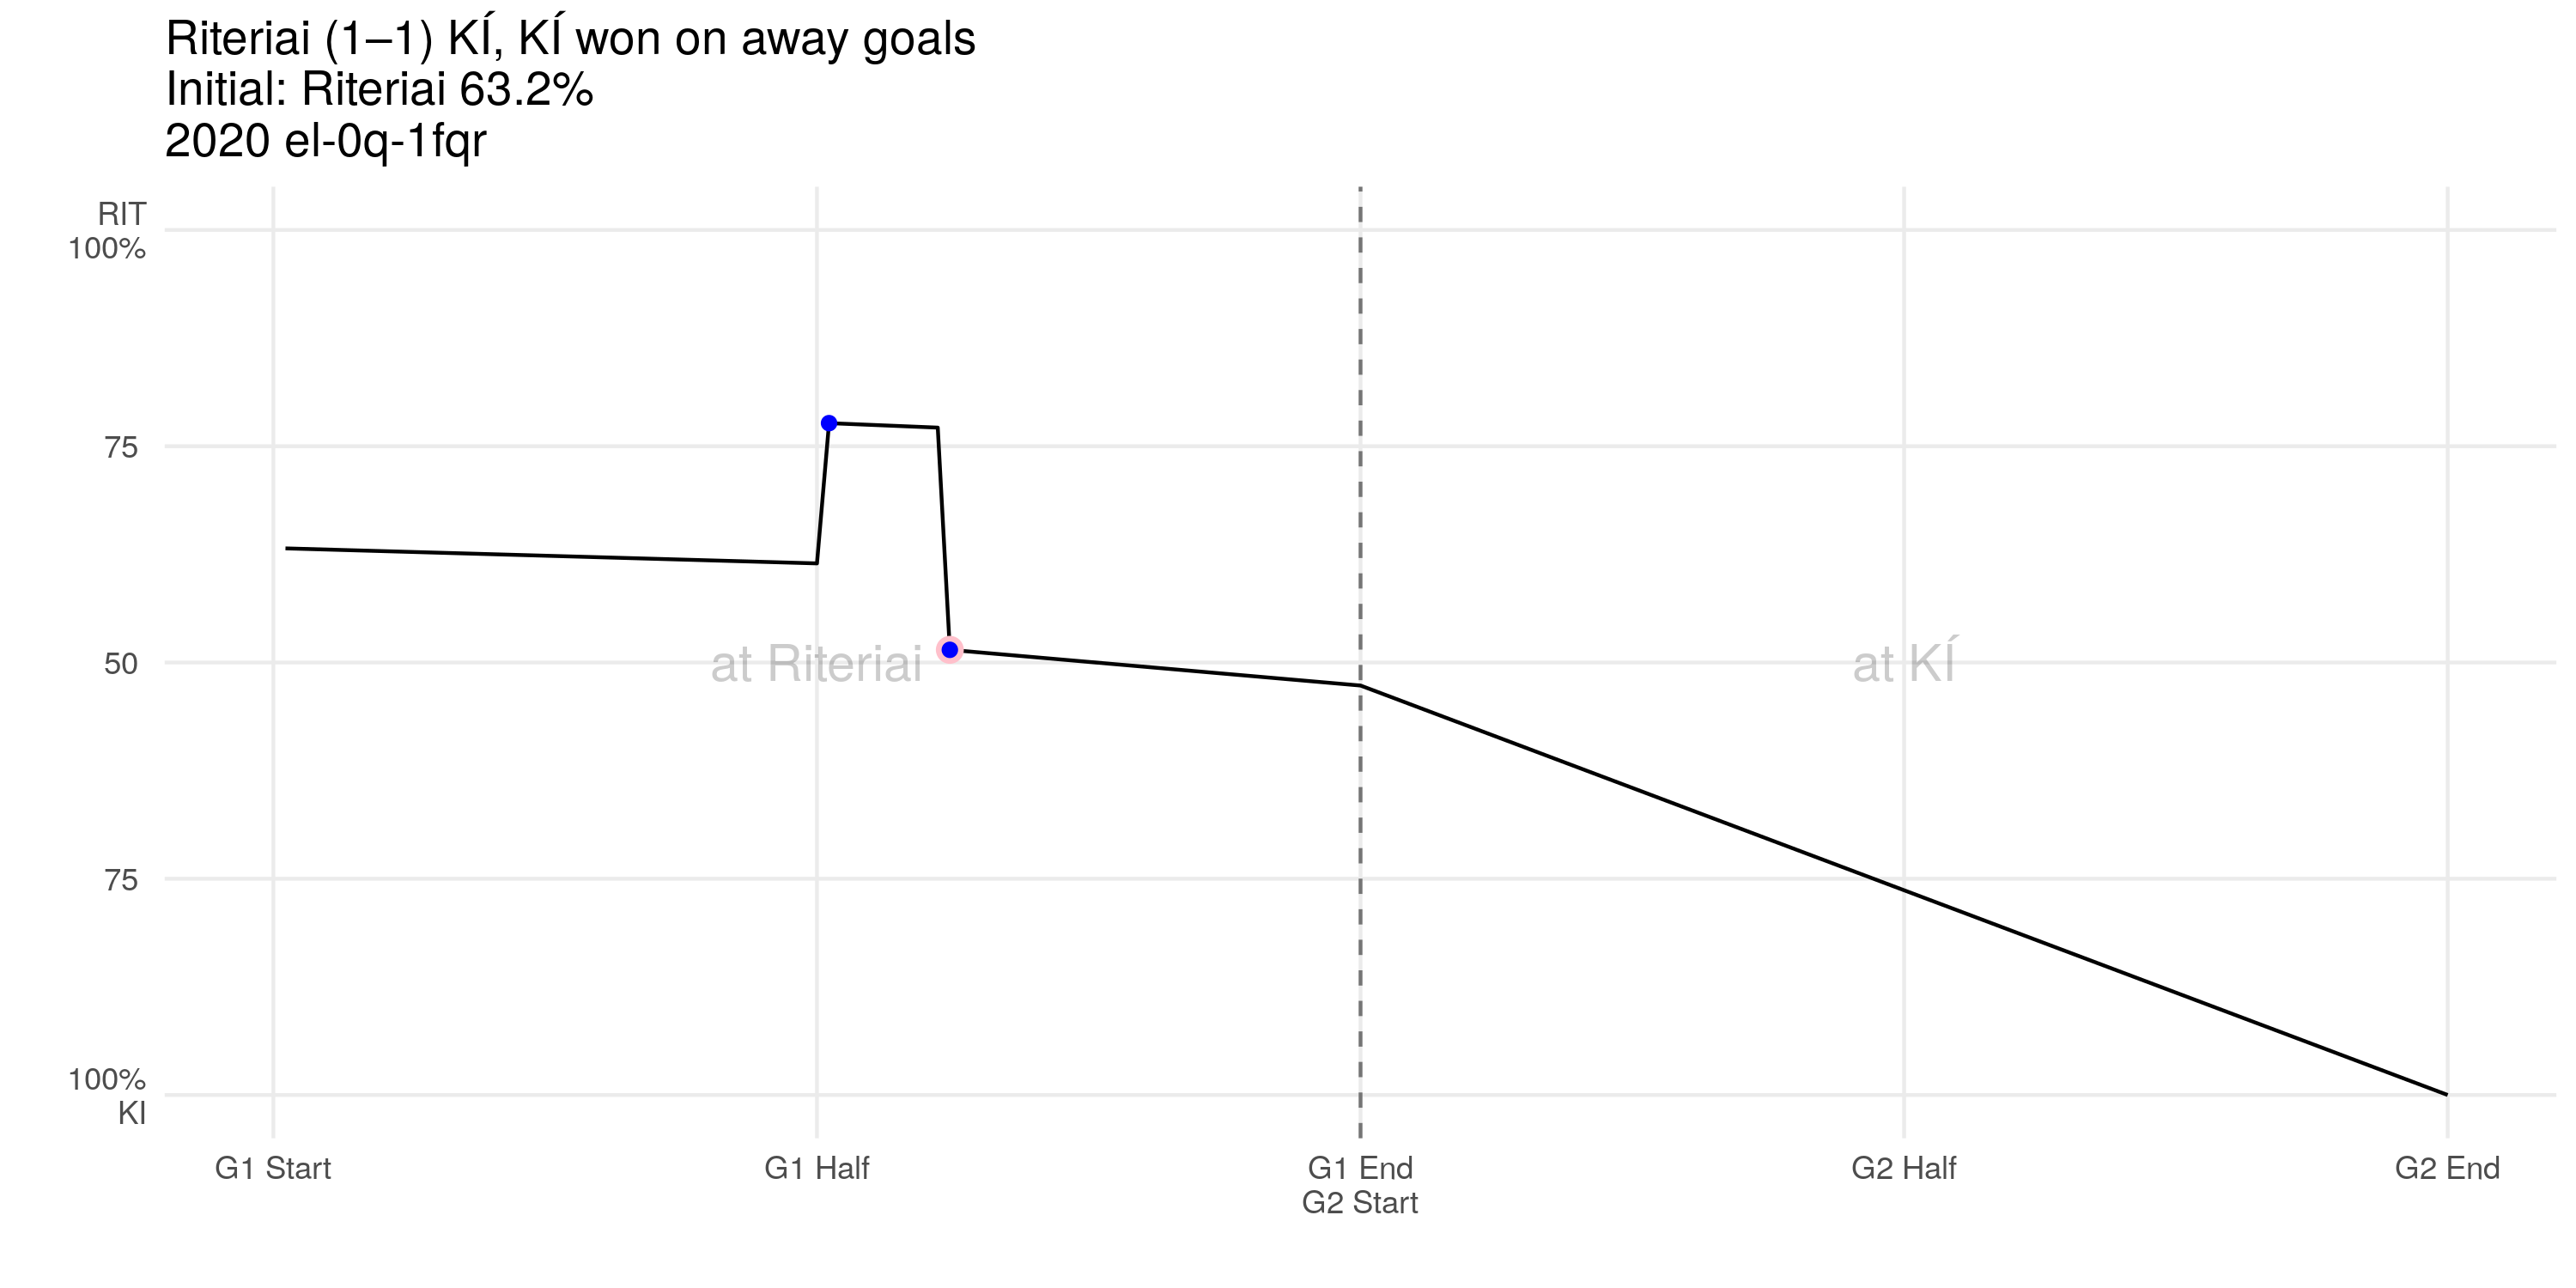 Riteriai (1–1) KÍ, KÍ won on away goals
Initial: Riteriai 63.2%
2020 el-0q-1fqr
RIT
100%
75
50
75
100%
KI
at Riteriai
at KÍ
G1 Start
G1 Half
G1 End
G2 Start
G2 Half
G2 End